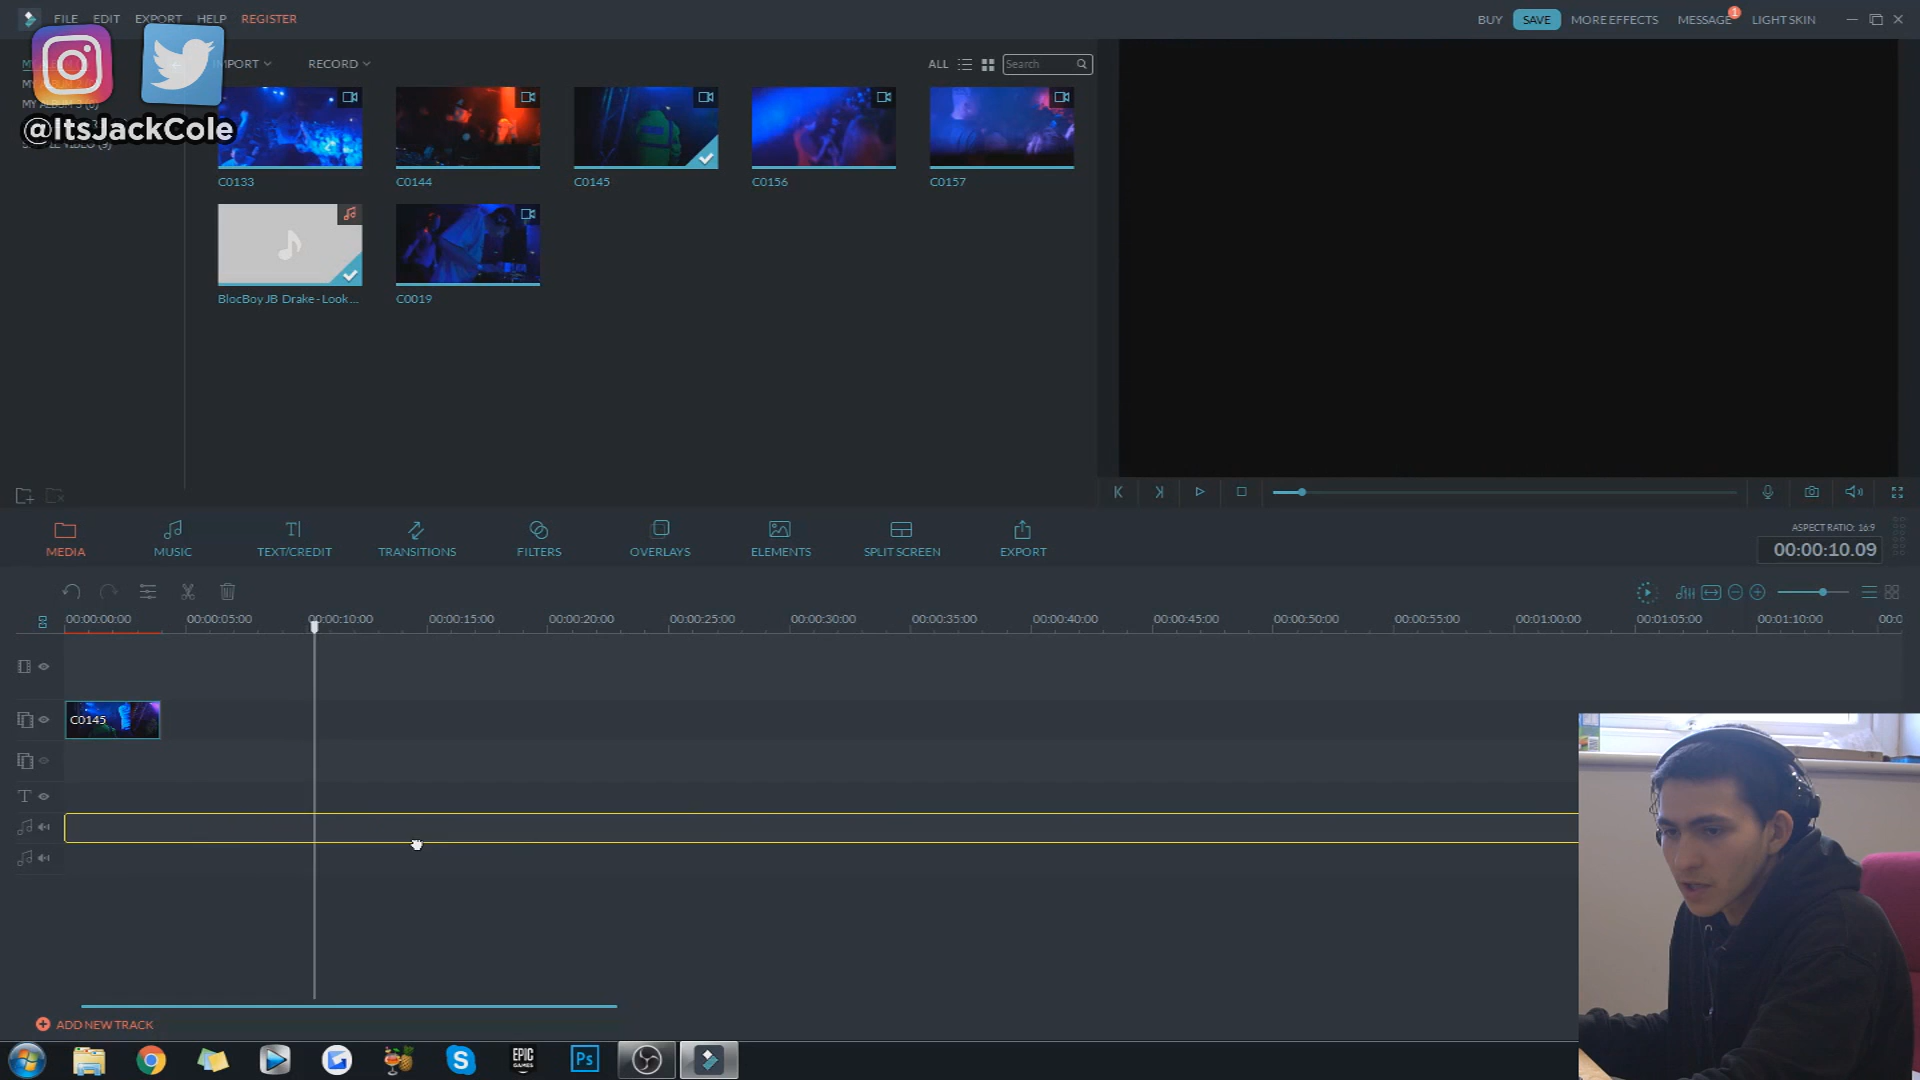 FILE EDIT EXPORT HELP REGISTER
BUY SAVE MORE EFFECTS MESSAGE 1 LIGHT SKIN
IMPORT RECORD
ALL Search
@ItsJackCole
C0133 C0144 C0145 C0156 C0157
BlocBoy JB Drake - Look ... C0019
MEDIA MUSIC TEXT/CREDIT TRANSITIONS FILTERS OVERLAYS ELEMENTS SPLIT SCREEN EXPORT
ASPECT RATIO: 16:9
00:00:10.09
00:00:00:00 00:00:05:00 00:00:10:00 00:00:15:00 00:00:20:00 00:00:25:00 00:00:30:00 00:00:35:00 00:00:40:00 00:00:45:00 00:00:50:00 00:00:55:00 00:01:00:00 00:01:05:00 00:01:10:00 00:0
C0145
T
ADD NEW TRACK
S EPIC GAMES Ps